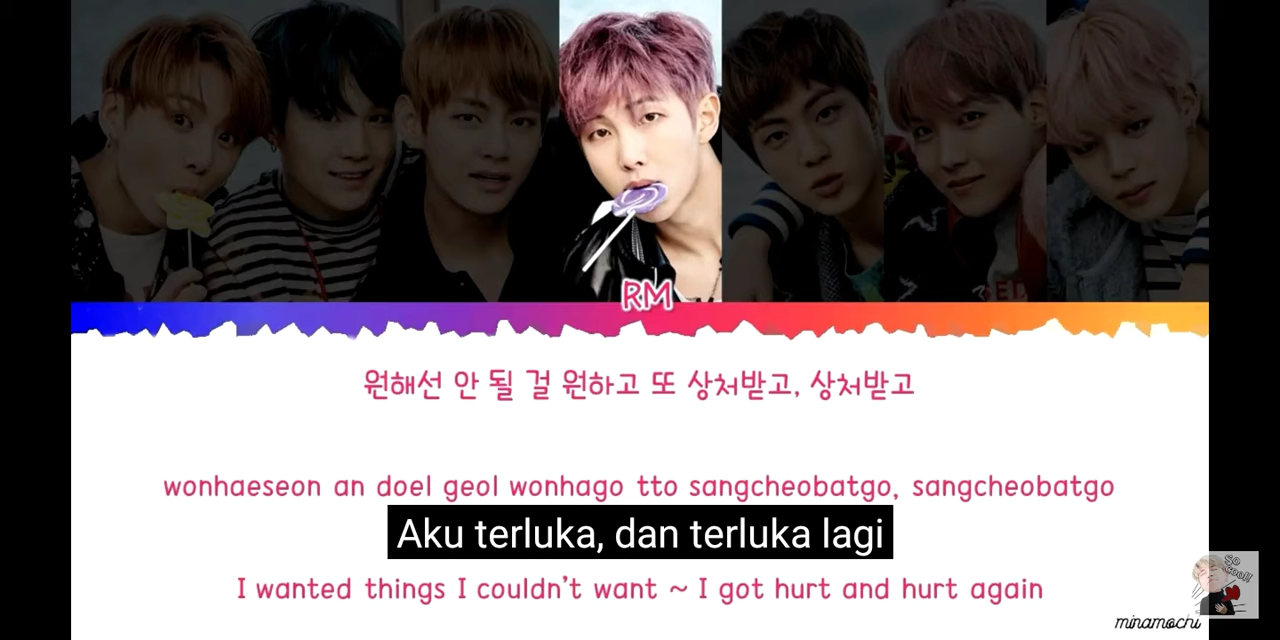 RM
원해선 안 될 걸 원하고 또 상처받고, 상처받고
wonhaeseon an doel geol wonhago tto sangcheobatgo, sangcheobatgo
Aku terluka, dan terluka lagi
I wanted things I couldn't want ~ I got hurt and hurt again
So
cool!
minamochi